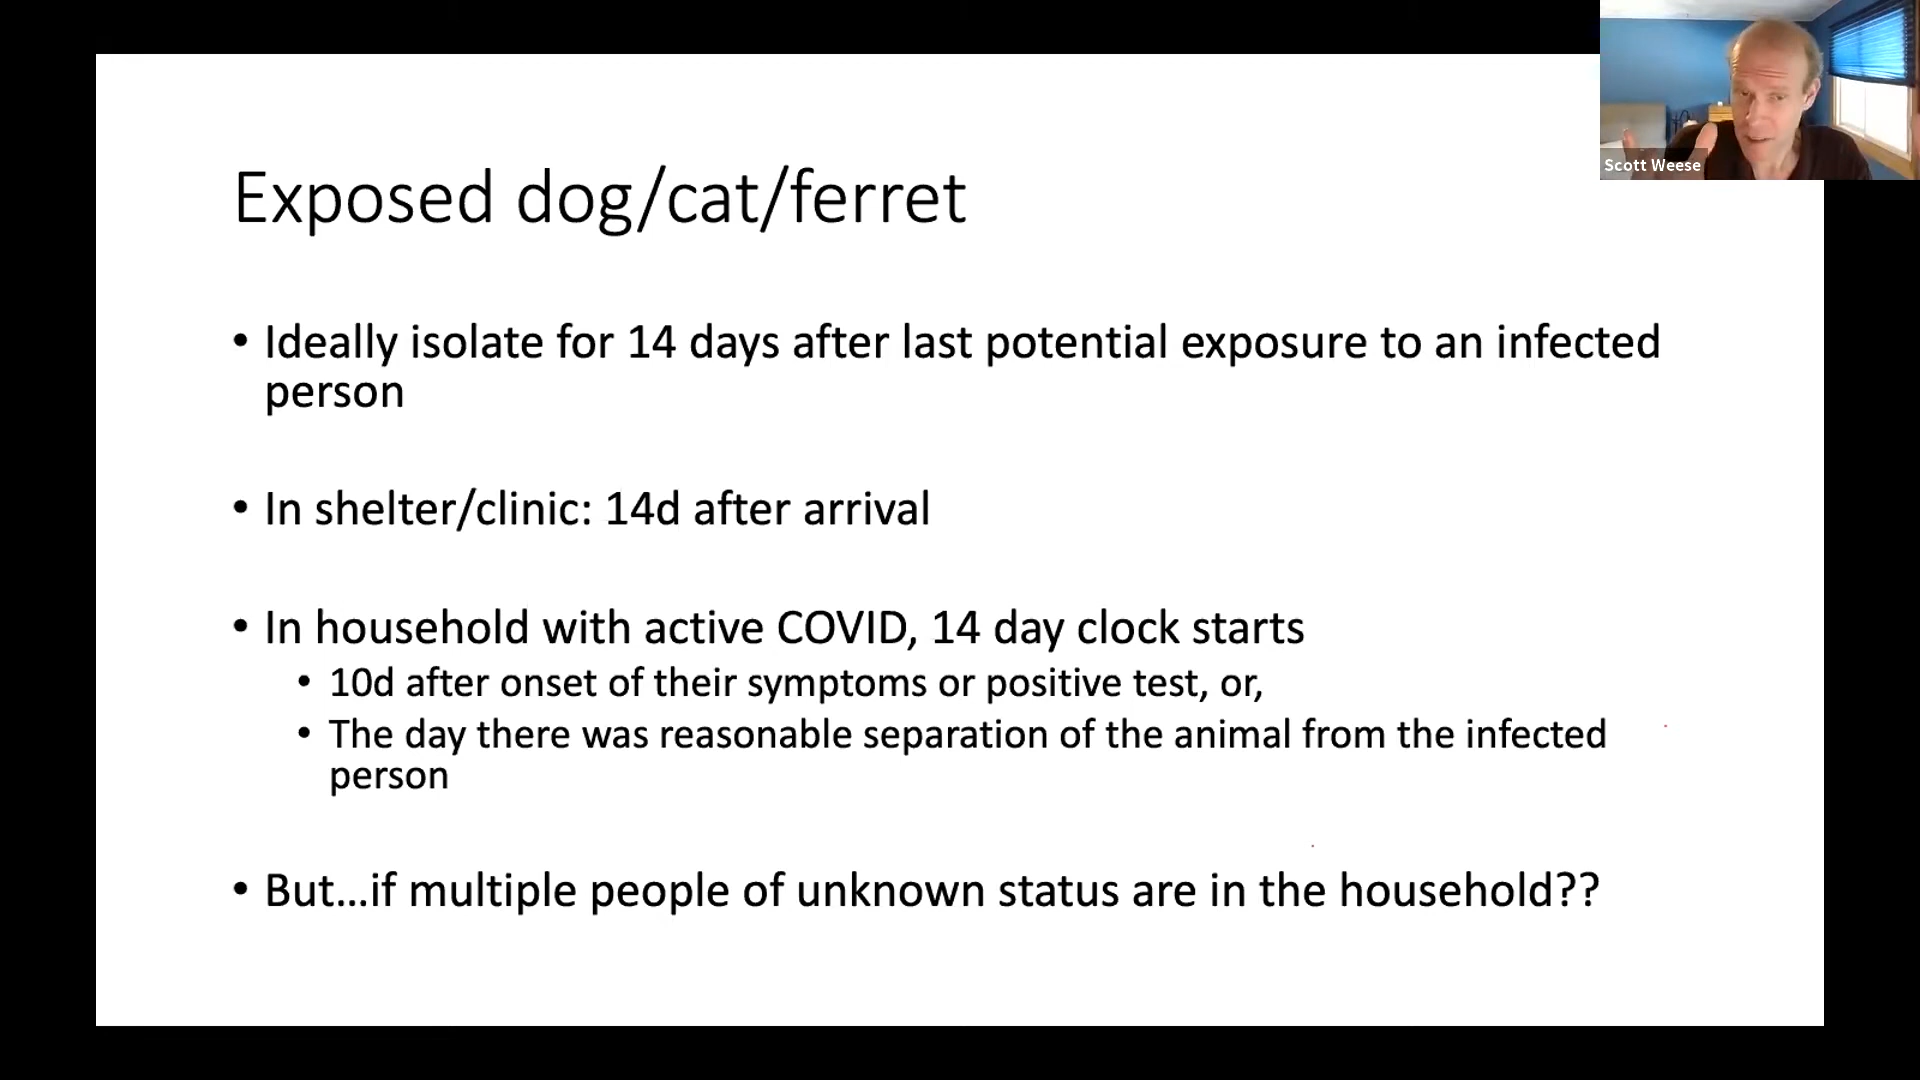 Scott Weese
Exposed dog/cat/ferret
• Ideally isolate for 14 days after last potential exposure to an infected
person
• In shelter/clinic: 14d after arrival
• In household with active COVID, 14 day clock starts
• 10d after onset of their symptoms or positive test, or,
• The day there was reasonable separation of the animal from the infected
person
• But...if multiple people of unknown status are in the household??